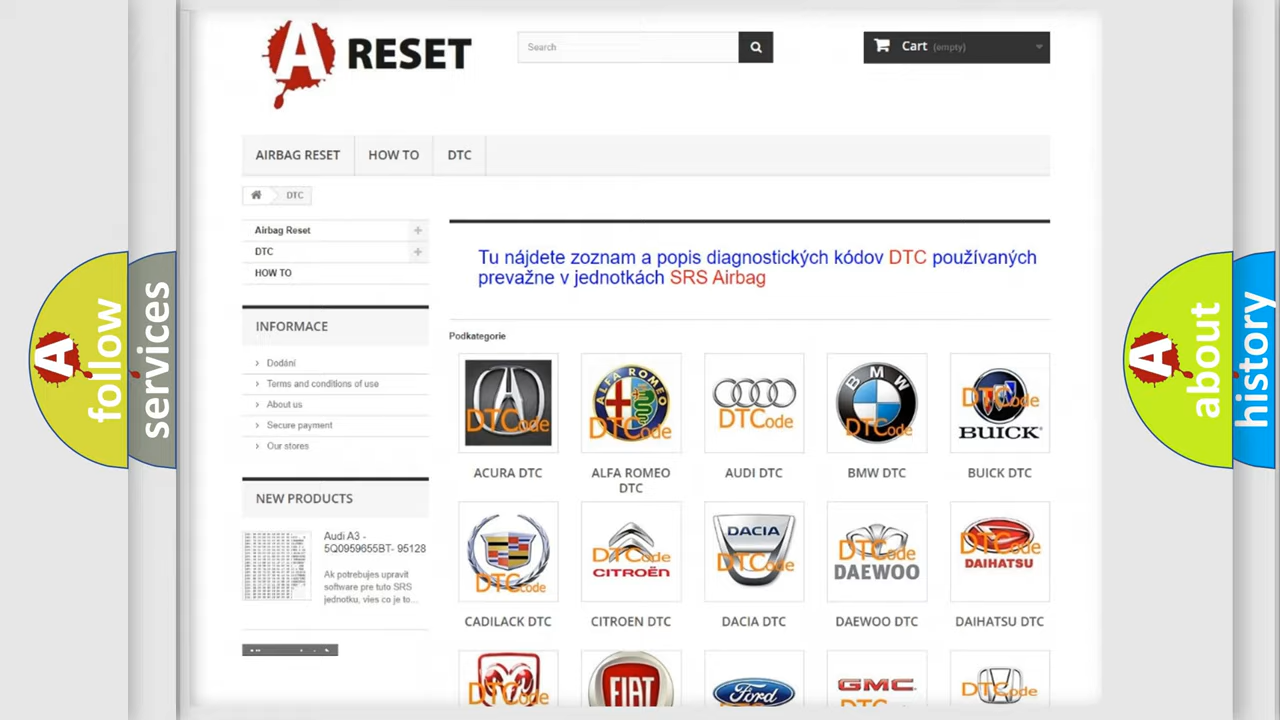 A RESET
Search
Cart (empty)
AIRBAG RESET
HOW TO
DTC
DTC
Airbag Reset
DTC
HOW TO
INFORMACE
Dodání
Terms and conditions of use
About us
Secure payment
Our stores
NEW PRODUCTS
Audi A3 -
5Q0959655BT- 95128
Ak potrebujes upravit
software pre tuto SRS
jednotku, vies co je to...
Tu nájdete zoznam a popis diagnostických kódov DTC používaných
prevažne v jednotkách SRS Airbag
Podkategorie
DTCode
ALFA ROMEO
DTCode
DTCode
BMW
DTCode
DTCode
BUICK
ACURA DTC
ALFA ROMEO
DTC
AUDI DTC
BMW DTC
BUICK DTC
DTCode
DTCode
CITROËN
DACIA
DTCode
DTCode
DAEWOO
DTCode
DAIHATSU
CADILACK DTC
CITROEN DTC
DACIA DTC
DAEWOO DTC
DAIHATSU DTC
DTCode
FIAT
Ford
GMC
DTCode
A follow
services
A about
history